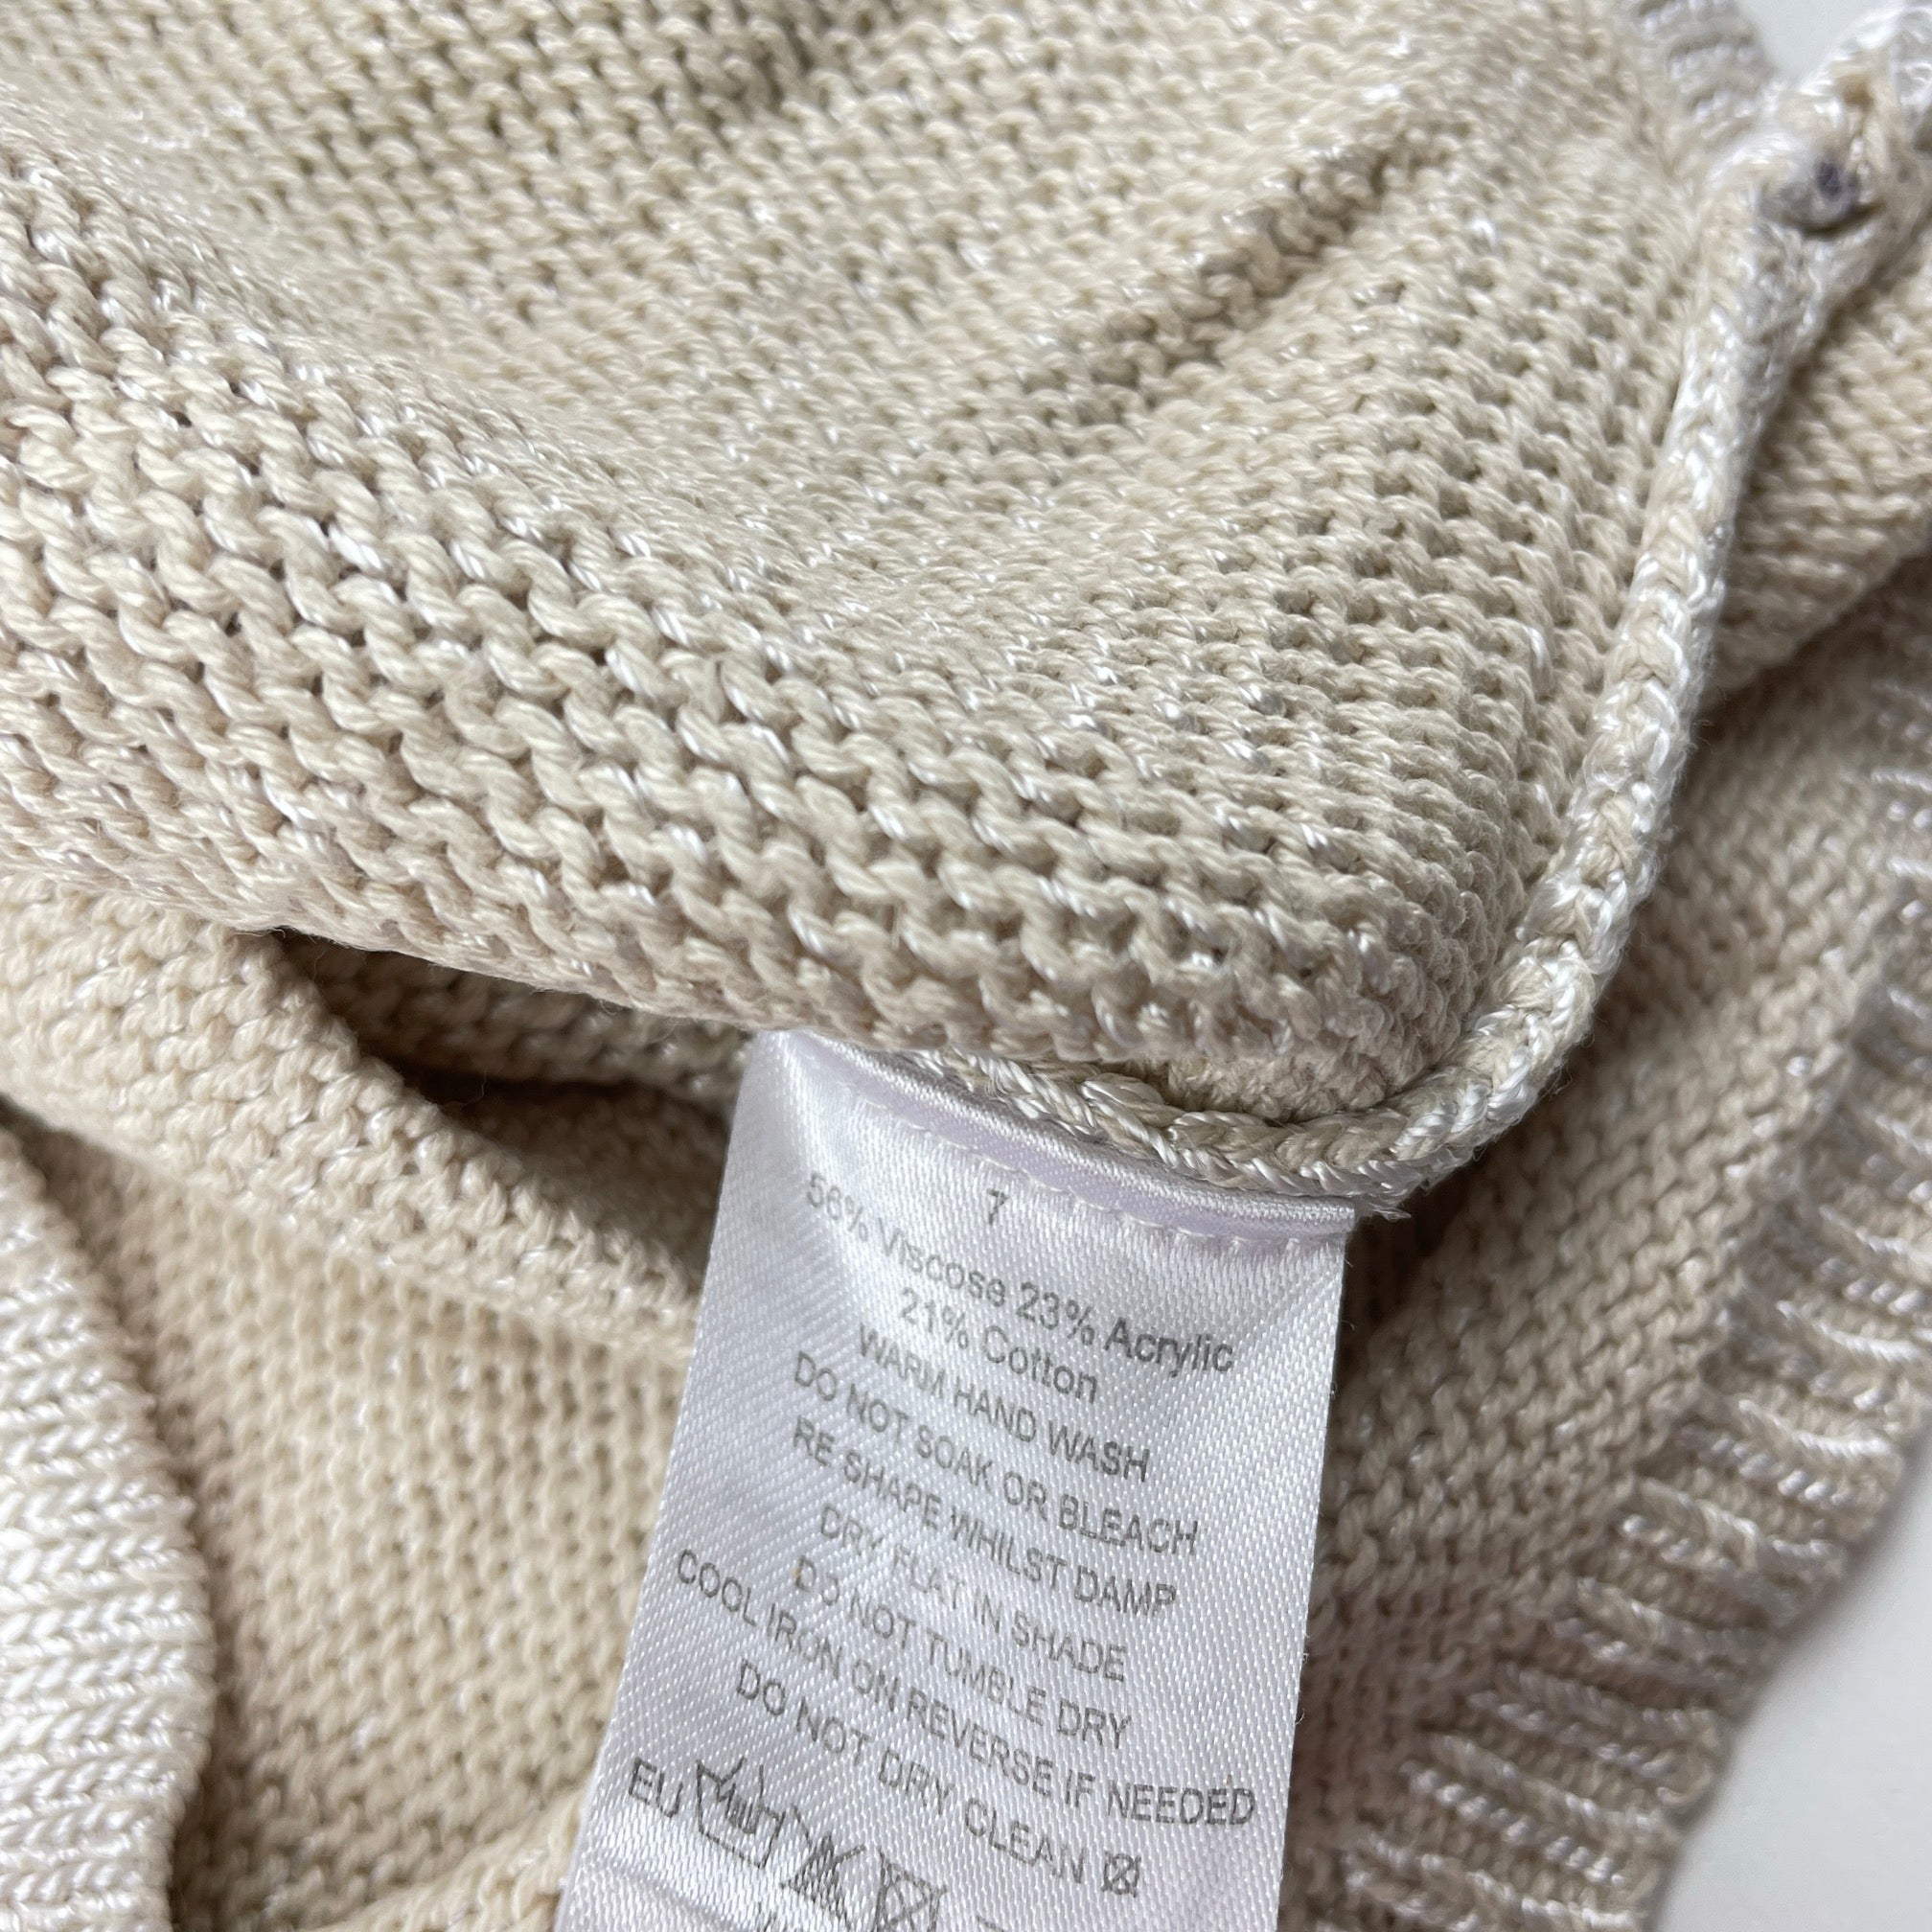 7
56% Viscose 23% Acrylic
21% Cotton
WARM HAND WASH
DO NOT SOAK OR BLEACH
RE SHAPE WHILST DAMP
DRY FLAT IN SHADE
DO NOT TUMBLE DRY
COOL IRON ON REVERSE IF NEEDED
DO NOT DRY CLEAN
EU